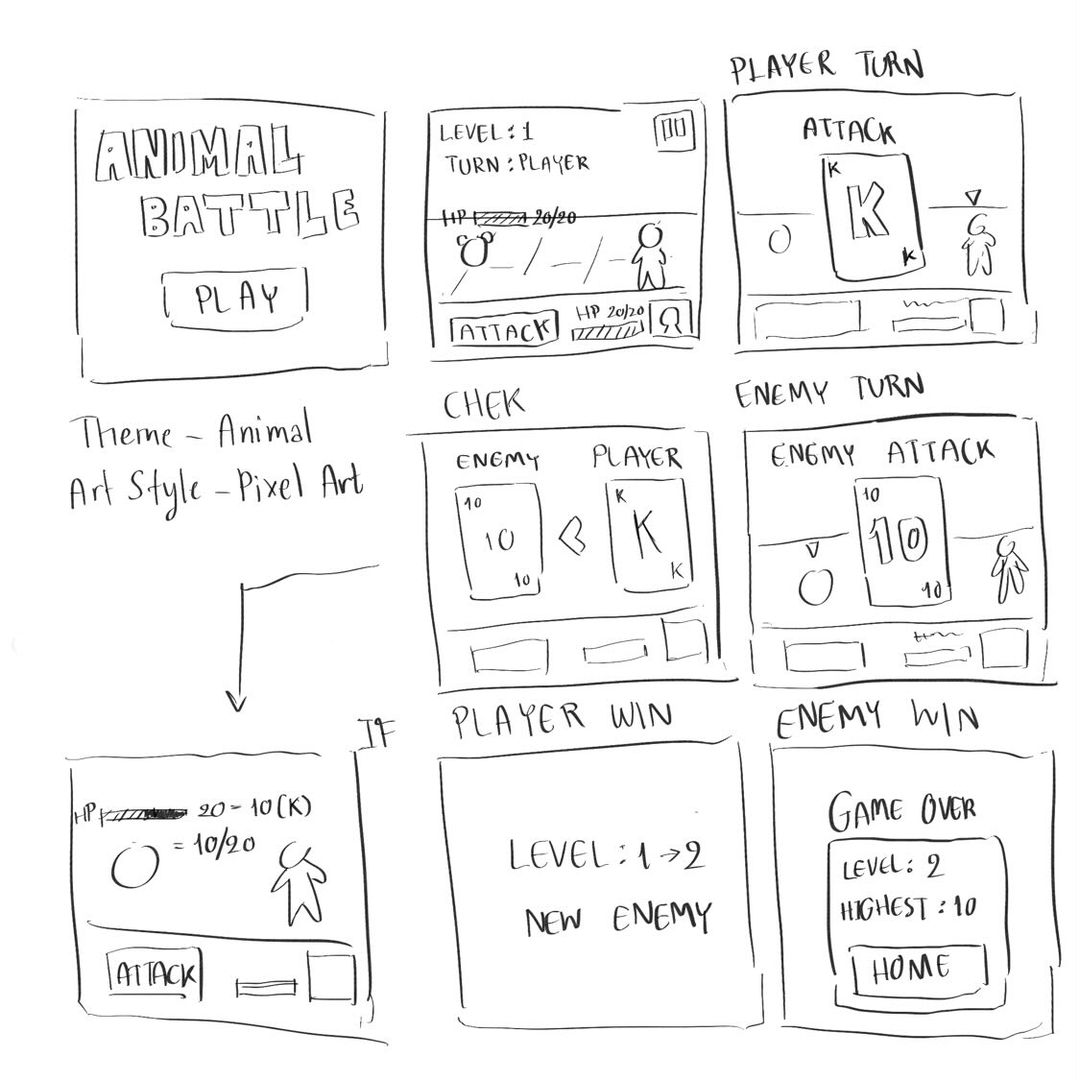 ANIMAL
BATTLE
PLAY
Theme - Animal
Art Style - Pixel Art
LEVEL : 1
TURN : PLAYER
HP 20/20
ATTACK
HP 20/20
PLAYER TURN
ATTACK
K
K
K
CHEK
ENEMY PLAYER
10 K
10 < K
10 K
ENEMY TURN
ENEMY ATTACK
10
10
10
IF
HP 20 - 10 (K)
= 10/20
ATTACK
PLAYER WIN
LEVEL : 1 → 2
NEW ENEMY
ENEMY WIN
GAME OVER
LEVEL : 2
HIGHEST : 10
HOME